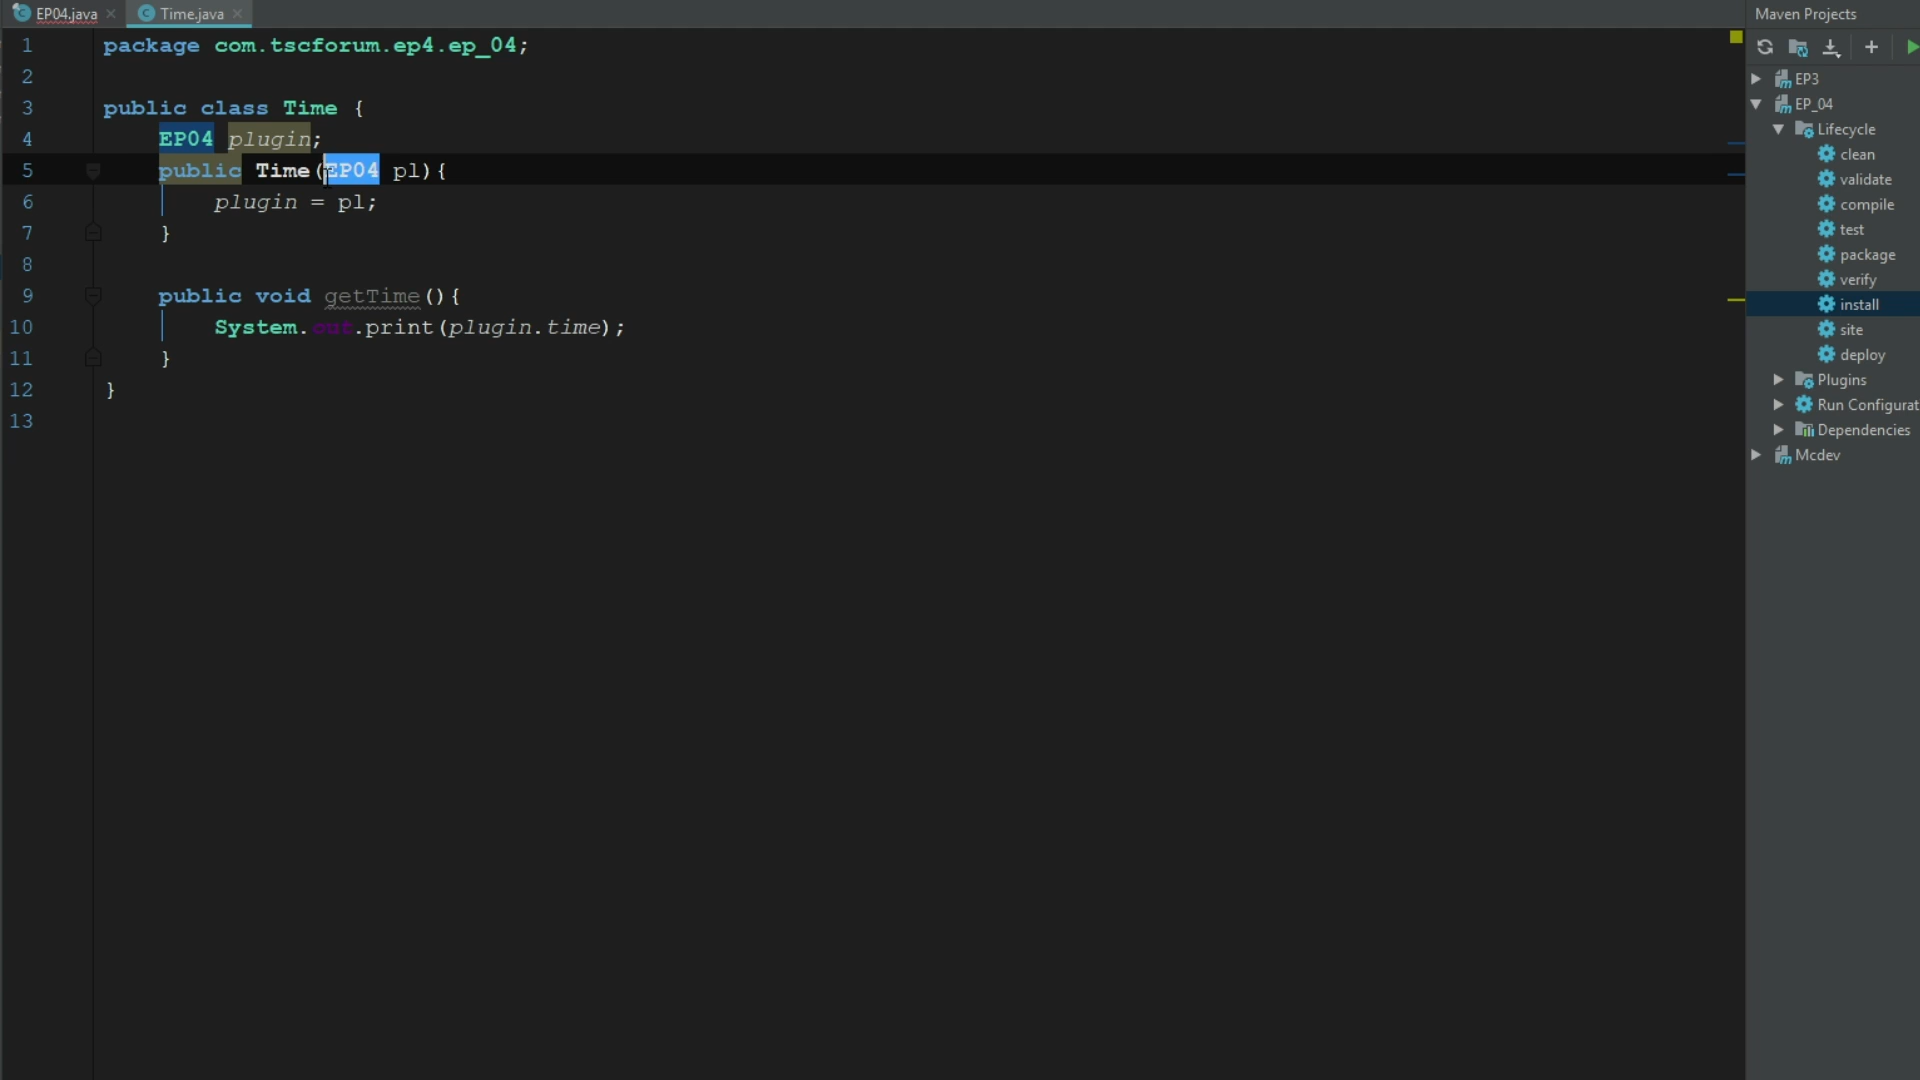 EP04.java
Time.java
Maven Projects
1 package com.tscforum.ep4.ep_04;
2
3 public class Time {
4 EP04 plugin;
5 public Time(EP04 pl){
6 plugin = pl;
7 }
8
9 public void getTime(){
10 System.out.print(plugin.time);
11 }
12 }
13
EP3
EP_04
Lifecycle
clean
validate
compile
test
package
verify
install
site
deploy
Plugins
Run Configurat
Dependencies
Mcdev